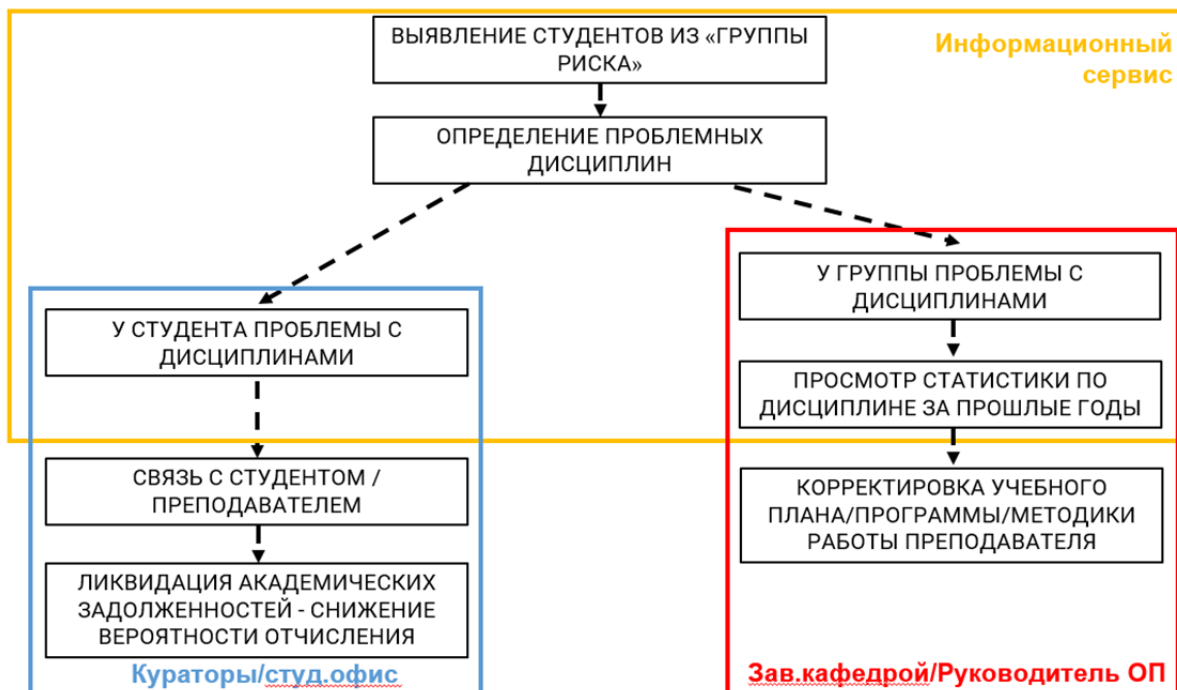 ВЫЯВЛЕНИЕ СТУДЕНТОВ ИЗ «ГРУППЫ
РИСКА»
Информационный
сервис
ОПРЕДЕЛЕНИЕ ПРОБЛЕМНЫХ
ДИСЦИПЛИН
У СТУДЕНТА ПРОБЛЕМЫ С
ДИСЦИПЛИНАМИ
СВЯЗЬ С СТУДЕНТОМ /
ПРЕПОДАВАТЕЛЕМ
ЛИКВИДАЦИЯ АКАДЕМИЧЕСКИХ
ЗАДОЛЖЕННОСТЕЙ - СНИЖЕНИЕ
ВЕРОЯТНОСТИ ОТЧИСЛЕНИЯ
Кураторы/студ.офис
У ГРУППЫ ПРОБЛЕМЫ С
ДИСЦИПЛИНАМИ
ПРОСМОТР СТАТИСТИКИ ПО
ДИСЦИПЛИНЕ ЗА ПРОШЛЫЕ ГОДЫ
КОРРЕКТИРОВКА УЧЕБНОГО
ПЛАНА/ПРОГРАММЫ/МЕТОДИКИ
РАБОТЫ ПРЕПОДАВАТЕЛЯ
Зав.кафедрой/Руководитель ОП